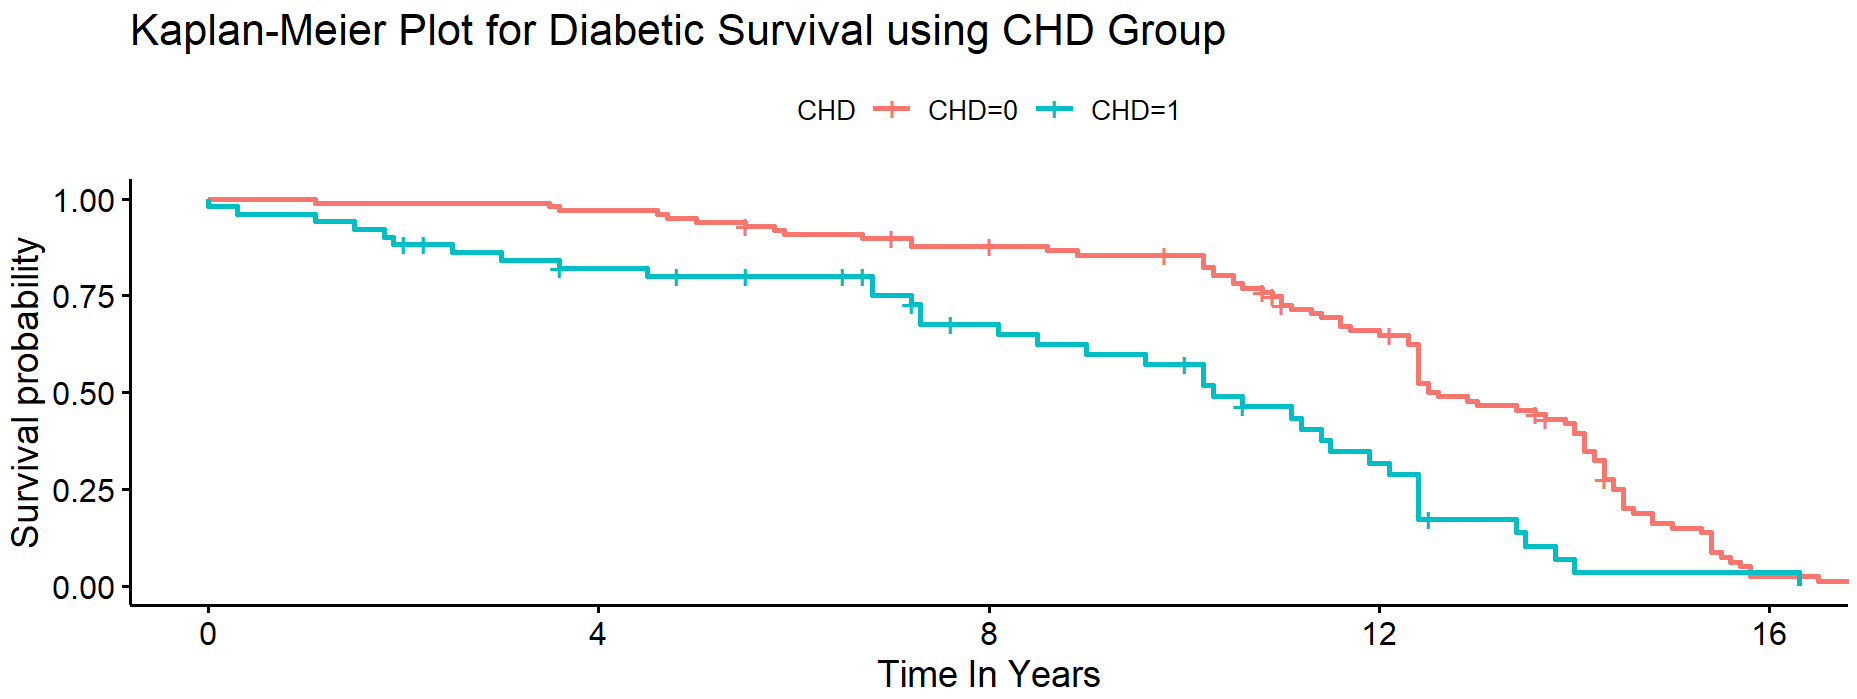 Kaplan-Meier Plot for Diabetic Survival using CHD Group
CHD CHD=0 CHD=1
Survival probability
1.00
0.75
0.50
0.25
0.00
0 4 8 12 16
Time In Years